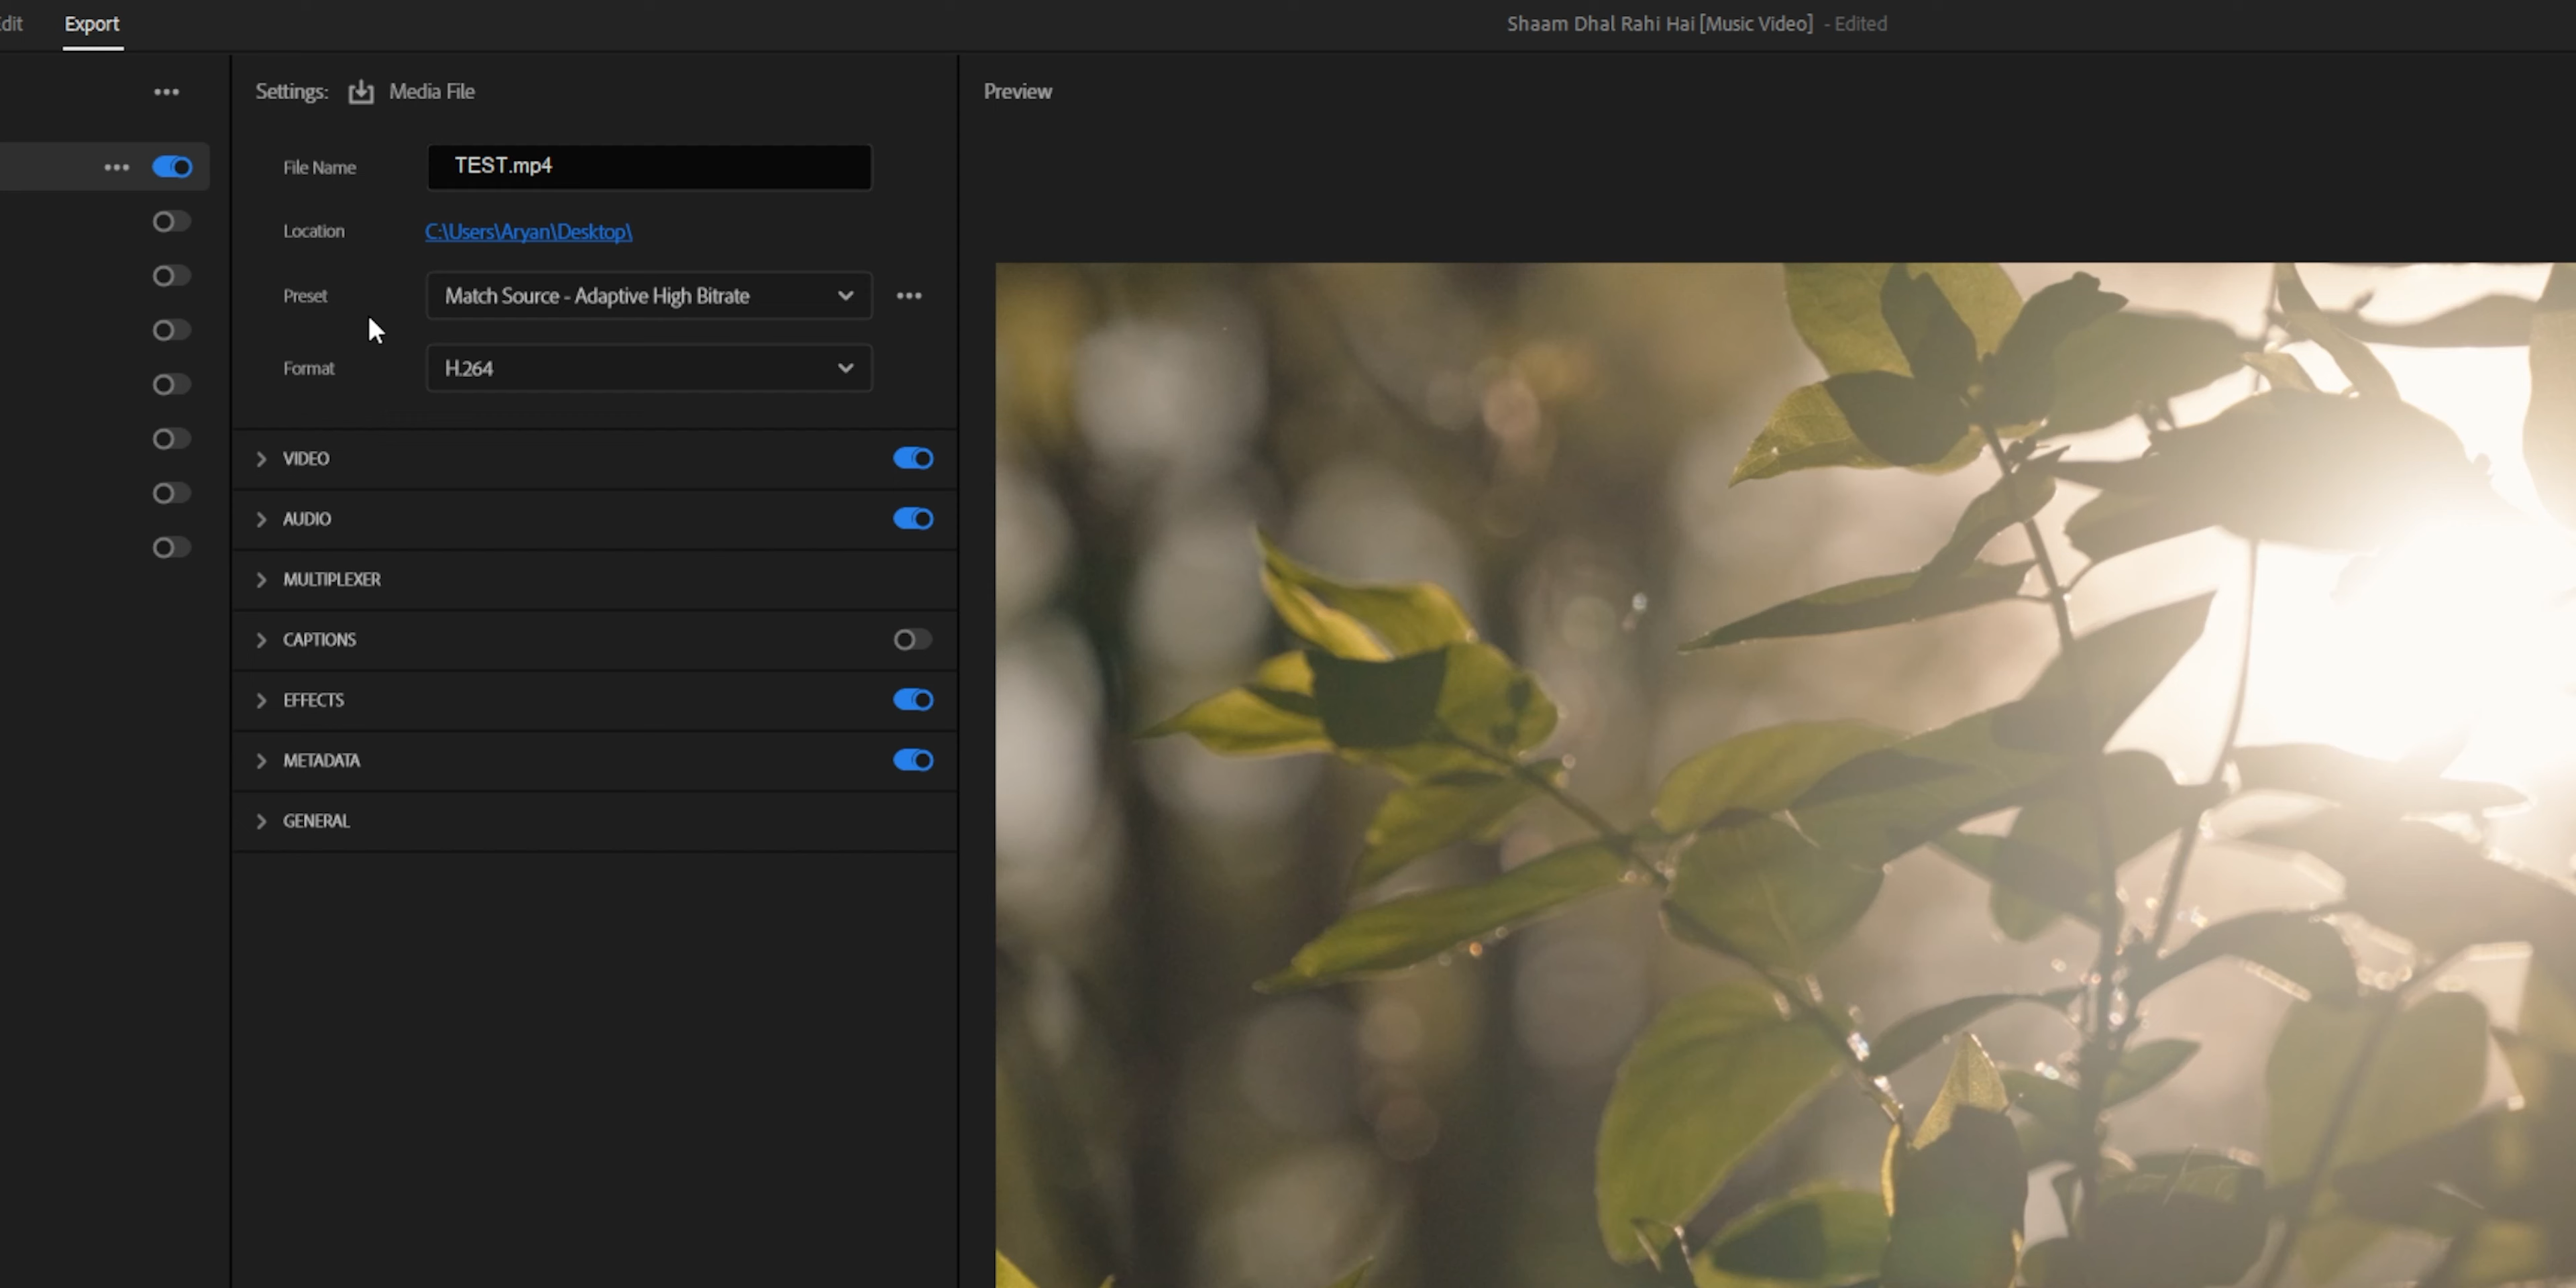 Export
Shaam Dhal Rahi Hai [Music Video] - Edited
Settings: Media File
Preview
File Name TEST.mp4
Location C:\Users\Aryan\Desktop\
Preset Match Source - Adaptive High Bitrate
Format H.264
VIDEO
AUDIO
MULTIPLEXER
CAPTIONS
EFFECTS
METADATA
GENERAL